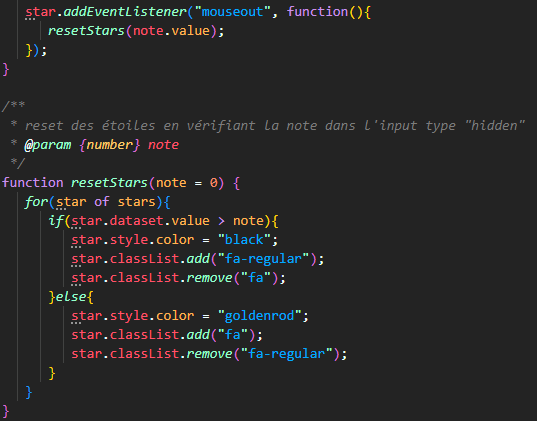 star.addEventListener("mouseout", function(){
resetStars(note.value);
});
}
/**
* reset des étoiles en vérifiant la note dans l'input type "hidden"
* @param {number} note
*/
function resetStars(note = 0) {
for(star of stars){
if(star.dataset.value > note){
star.style.color = "black";
star.classList.add("fa-regular");
star.classList.remove("fa");
}else{
star.style.color = "goldenrod";
star.classList.add("fa");
star.classList.remove("fa-regular");
}
}
}